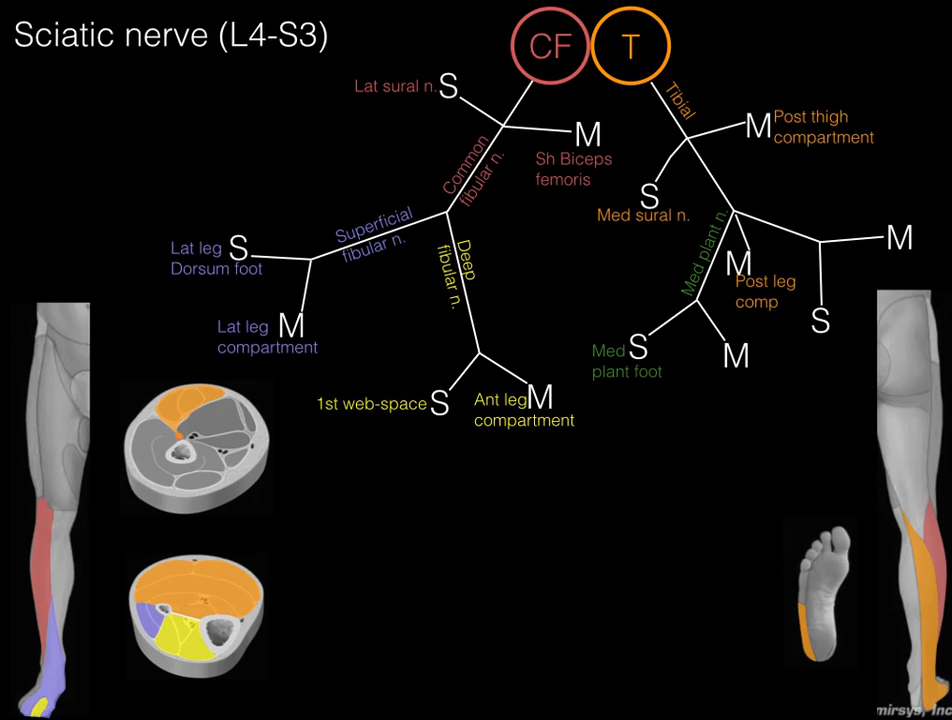 Sciatic nerve (L4-S3)
CF
T
Lat sural n.
S
M
Sh Biceps
femoris
Common
fibular n.
Tibial
M
Post thigh
compartment
S
Med sural n.
Superficial
fibular n.
Lat leg S
Dorsum foot
Lat leg M
compartment
Deep
fibular n.
1st web-space S
Ant leg M
compartment
Med plant n.
M
Post leg
comp
M
S
Med S
plant foot
M
mirsys, Inc